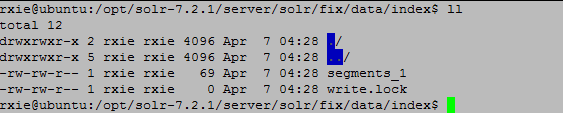 rxie@ubuntu:/opt/solr-7.2.1/server/solr/fix/data/index$ ll
total 12
drwxrwxr-x 2 rxie rxie 4096 Apr  7 04:28 ./
drwxrwxr-x 5 rxie rxie 4096 Apr  7 04:28 ../
-rw-rw-r-- 1 rxie rxie   69 Apr  7 04:28 segments_1
-rw-rw-r-- 1 rxie rxie    0 Apr  7 04:28 write.lock
rxie@ubuntu:/opt/solr-7.2.1/server/solr/fix/data/index$